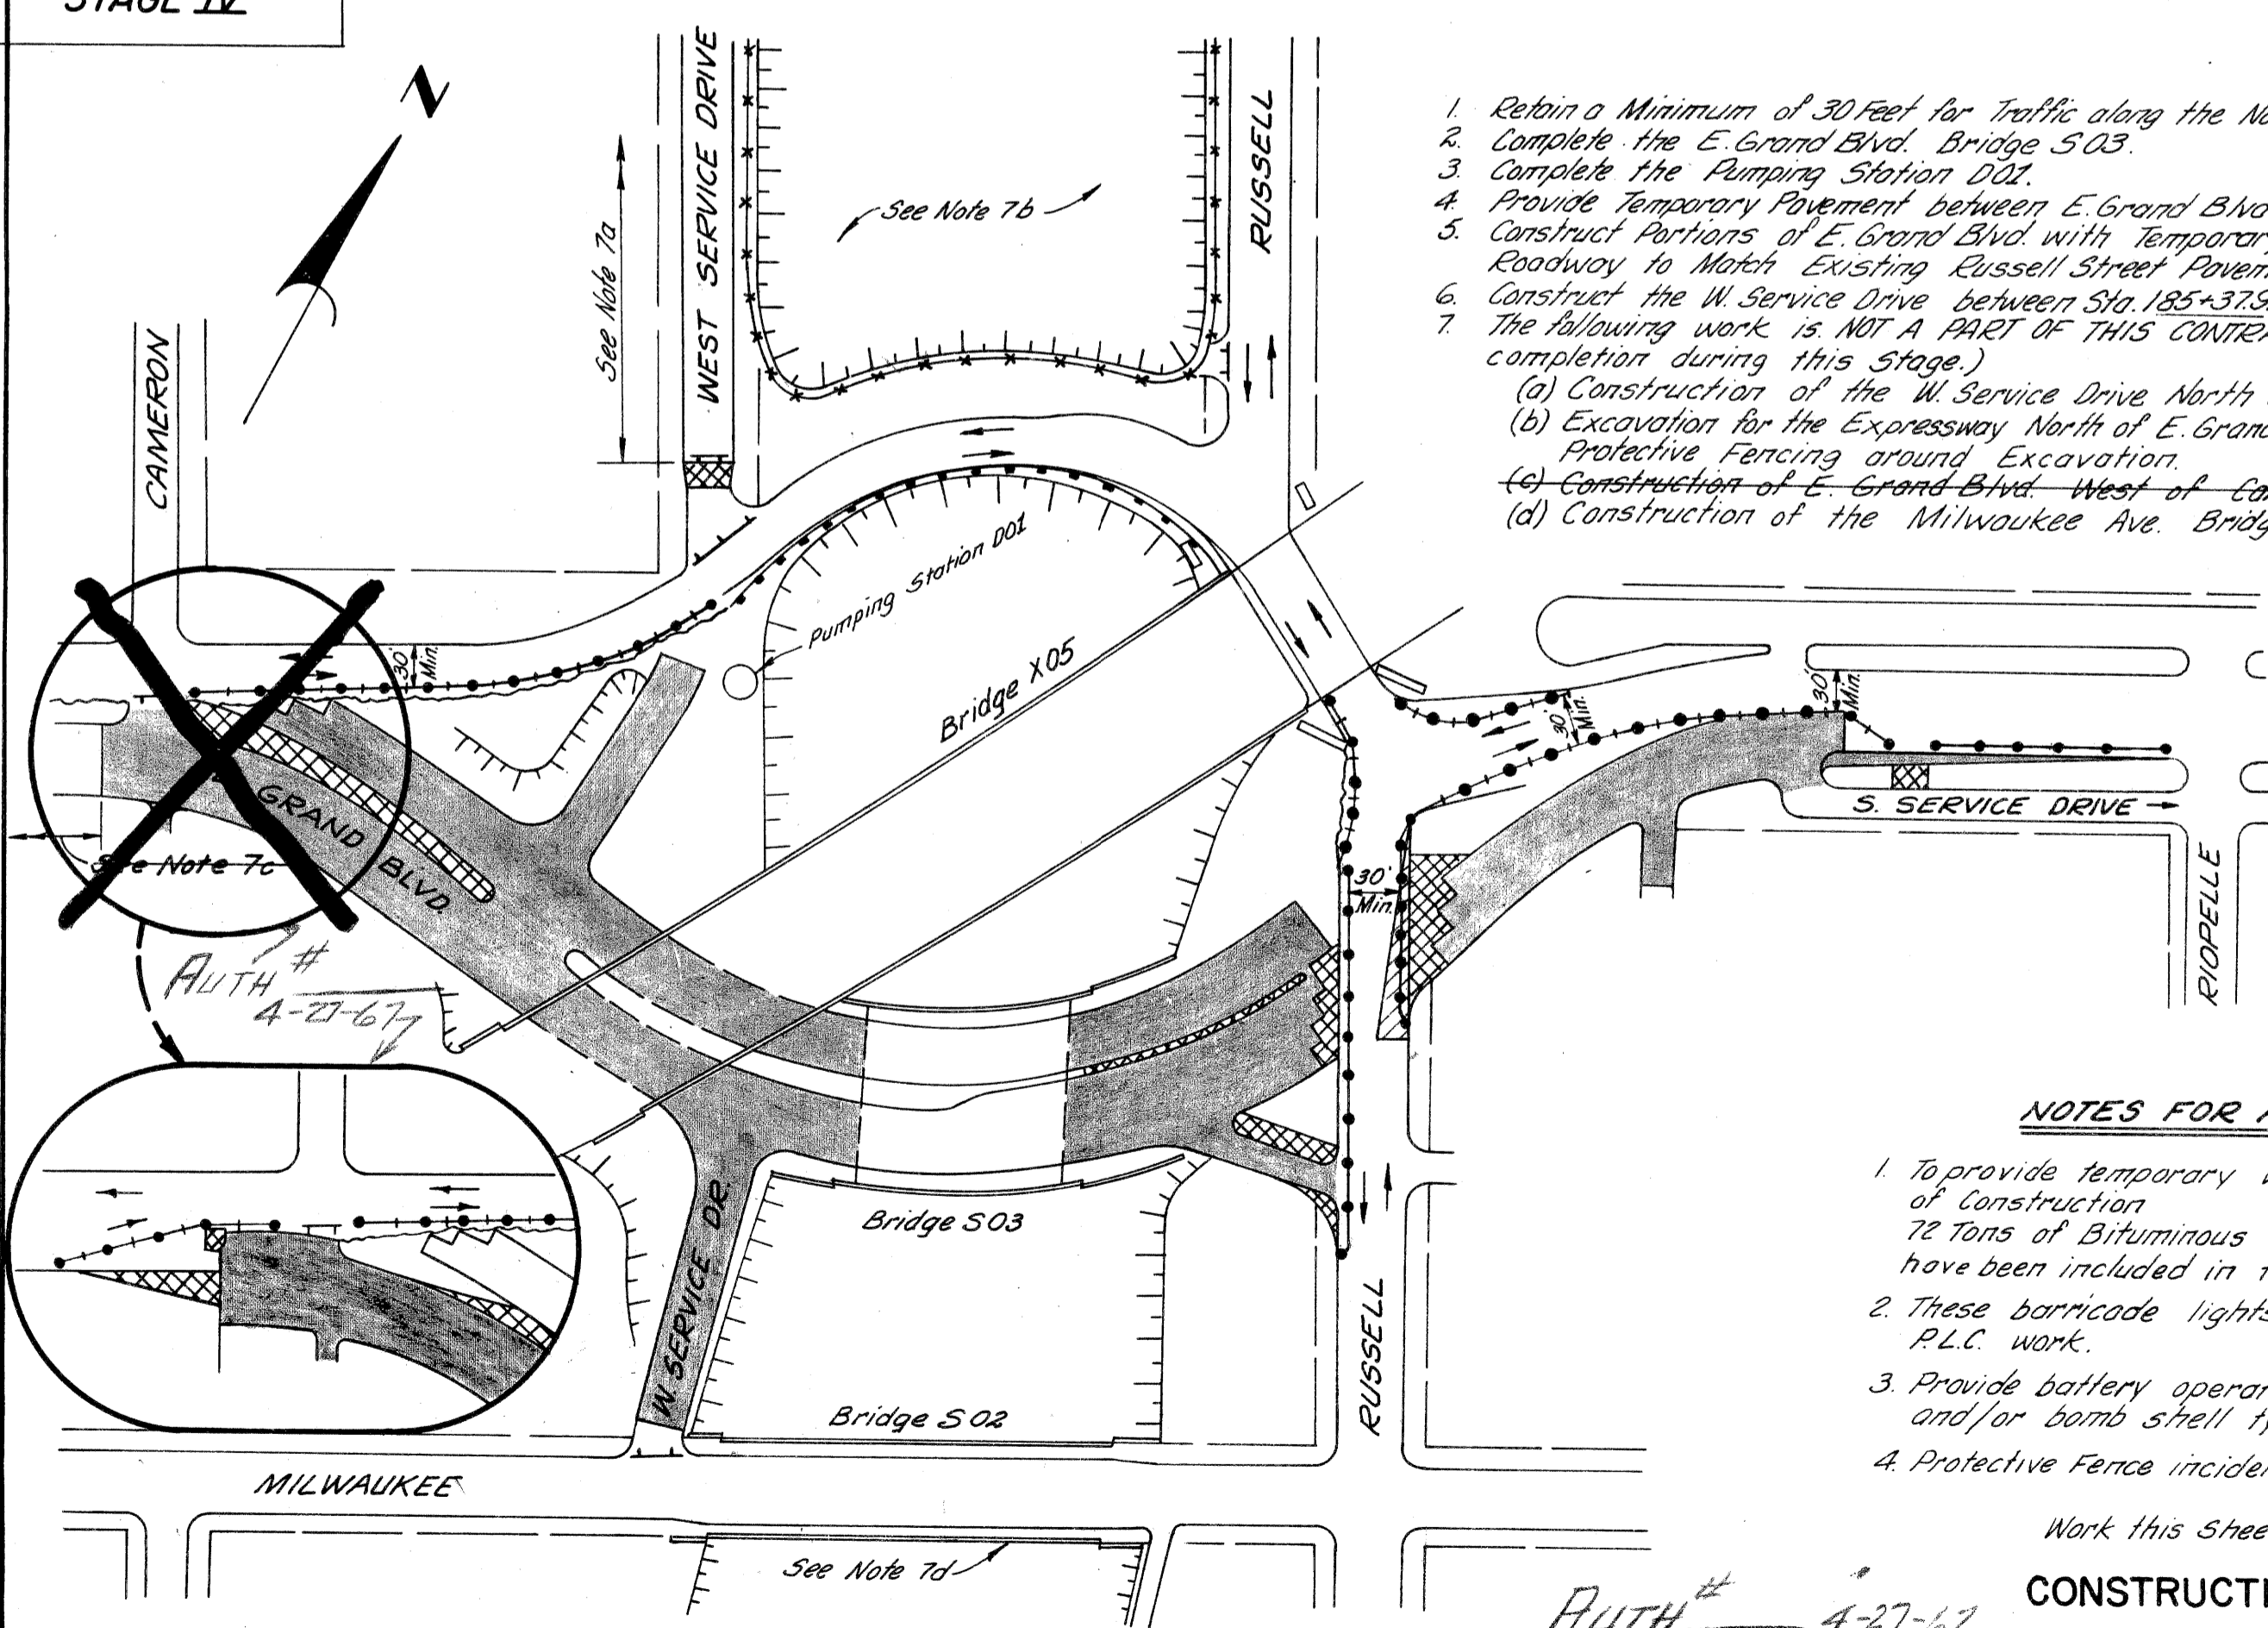 STAGE IV
N
WEST SERVICE DRIVE
See Note 7a
See Note 7b
RUSSELL
CAMERON
1. Retain a Minimum of 30 Feet for Traffic along the
2. Complete the E. Grand Blvd. Bridge S03.
3. Complete the Pumping Station D01.
4. Provide Temporary Pavement between E. Grand Blvd
5. Construct Portions of E. Grand Blvd. with Temporar
Roadway to Match Existing Russell Street Pavem
6. Construct the W. Service Drive between Sta. 185+37.9
7. The following work is NOT A PART OF THIS CONTRA
completion during this Stage.)
(a) Construction of the W. Service Drive North
(b) Excavation for the Expressway North of E. Grand
Protective Fencing around Excavation.
(c) Construction of E. Grand Blvd. West of Ca
(d) Construction of the Milwaukee Ave. Bridg
Pumping Station D01
Bridge X05
30' Min.
30' Min.
30' Min.
30' Min.
GRAND BLVD.
See Note 7c
S. SERVICE DRIVE
RIOPELLE
AUTH #
4-27-67
Bridge S03
W. SERVICE DR.
Bridge S02
RUSSELL
MILWAUKEE
See Note 7d
NOTES FOR
1. To provide temporary
of Construction
72 Tons of Bituminous
have been included in
2. These barricade lights
P.L.C. work.
3. Provide battery operat
and/or bomb shell
4. Protective Fence inciden
Work this Shee
CONSTRUCTI
AUTH # 4-27-67